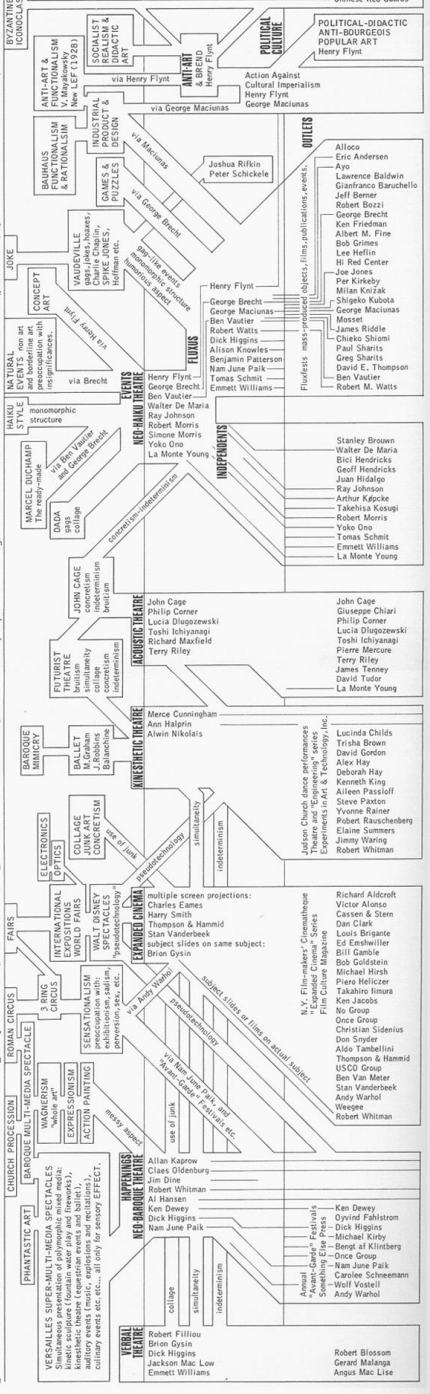 Chinese Red Guards
BYZANTINE
ICONOCLASM
SOCIALIST
REALISM &
DIDACTIC
ART
POLITICAL
CULTURE
POLITICAL-DIDACTIC
ANTI-BOURGEOIS
POPULAR ART
Henry Flynt
ANTI-ART &
FUNCTIONALISM
V. Mayakowsky
New LEF (1928)
via Henry Flynt
ANTI-ART
& BREND
Henry Flynt
Action Against
Cultural Imperialism
Henry Flynt
George Maciunas
via George Maciunas
BAUHAUS
FUNCTIONALISM
& RATIONALSIM
INDUSTRIAL
PRODUCT &
DESIGN
via Maciunas
GAMES &
PUZZLES
Joshua Rifkin
Peter Schickele
OUTLETS
via George Brecht
JOKE
VAUDEVILLE
gags, jokes, hoaxes,
Charlie Chaplin,
SPIKE JONES,
Hoffman etc.
gag-like events
monomorphic structure
humorous aspect
CONCEPT
ART
via Henry Flynt
NATURAL
EVENTS non art
and borderline art
preoccupation with
insignificances.
via Brecht
FLUXUS
Henry Flynt
George Brecht
George Maciunas
Ben Vautier
Robert Watts
Dick Higgins
Alison Knowles
Benjamin Patterson
Nam June Paik
Tomas Schmit
Emmett Williams
Fluxfests mass-produced objects, films, publications, events,
Alloco
Eric Andersen
Ayo
Lawrence Baldwin
Gianfranco Baruchello
Jeff Berner
Robert Bozzi
George Brecht
Ken Friedman
Albert M. Fine
Bob Grimes
Lee Heflin
Hi Red Center
Joe Jones
Per Kirkeby
Milan Knižak
Shigeko Kubota
George Maciunas
Mosset
James Riddle
Chieko Shiomi
Paul Sharits
Greg Sharits
David E. Thompson
Ben Vautier
Robert M. Watts
HAIKU
STYLE
monomorphic
structure
EVENTS
NEO-HAIKU THEATRE
Henry Flynt
George Brecht
Ben Vautier
Walter De Maria
Ray Johnson
Robert Morris
Simone Morris
Yoko Ono
La Monte Young
INDEPENDENTS
Stanley Brouwn
Walter De Maria
Bici Hendricks
Geoff Hendricks
Juan Hidalgo
Ray Johnson
Arthur Køpcke
Takehisa Kosugi
Robert Morris
Yoko Ono
Tomas Schmit
Emmett Williams
La Monte Young
MARCEL DUCHAMP
The ready-made
via Ben Vautier
and George Brecht
DADA
gags
collage
concretism-indeterminism
JOHN CAGE
concretism
indeterminism
bruitism
FUTURIST
THEATRE
bruitism
simultaneity
collage
concretism
indeterminism
ACOUSTIC THEATRE
John Cage
Philip Corner
Lucia Dlugozewski
Toshi Ichiyanagi
Richard Maxfield
Terry Riley
John Cage
Giuseppe Chiari
Philip Corner
Lucia Dlugozewski
Toshi Ichiyanagi
Pierre Mercure
Terry Riley
James Tenney
David Tudor
La Monte Young
BAROQUE
MIMICRY
BALLET
M. Graham
J. Robbins
Balanchine
KINESTHETIC THEATRE
Merce Cunningham
Ann Halprin
Alwin Nikolais
Judson Church dance performances
Theatre and "Engineering" series
Experiments in Art & Technology, Inc.
Lucinda Childs
Trisha Brown
David Gordon
Alex Hay
Deborah Hay
Kenneth King
Aileen Passloff
Steve Paxton
Yvonne Rainer
Robert Rauschenberg
Elaine Summers
Jimmy Waring
Robert Whitman
ELECTRONICS
OPTICS
COLLAGE
JUNK ART
CONCRETISM
use of junk
pseudotechnology
simultaneity
indeterminism
FAIRS
INTERNATIONAL
EXPOSITIONS
WORLD FAIRS
WALT DISNEY
SPECTACLES
"pseudotechnology"
EXPANDED CINEMA
multiple screen projections:
Charles Eames
Harry Smith
Thompson & Hammid
Stan Vanderbeek
subject slides on same subject:
Brion Gysin
N.Y. Film-makers' Cinematheque
"Expanded Cinema" Series
Film Culture Magazine
Richard Aldcroft
Victor Alonso
Cassen & Stern
Dan Clark
Louis Brigante
Ed Emshwiller
Bill Gamble
Bob Goldstein
Michael Hirsh
Piero Heliczer
Takahiro Iimura
Ken Jacobs
No Group
Once Group
Christian Sidenius
Don Snyder
Aldo Tambellini
Thompson & Hammid
USCO Group
Ben Van Meter
Stan Vanderbeek
Andy Warhol
Weegee
Robert Whitman
ROMAN CIRCUS
3 RING
CIRCUS
SENSATIONALISM
preoccupation with:
exhibitionism, sadism,
perversion, sex, etc.
via Andy Warhol
subject slides or films on actual subject
pseudotechnology
via Nam June Paik, and
"Avant-Garde" Festivals etc.
CHURCH PROCESSION
BAROQUE MULTI-MEDIA SPECTACLE
WAGNERISM
"whole art"
EXPRESSIONISM
ACTION PAINTING
messy aspect
use of junk
PHANTASTIC ART
VERSAILLES SUPER-MULTI-MEDIA SPECTACLES
Simultaneous presentation of polymorphic mixed media:
kinetic sculpture (fountain water play and fireworks),
kinesthetic theatre (equestrian events and ballet),
auditory events (music, explosions and recitations),
culinary events etc. etc... all only for sensory EFFECT.
HAPPENINGS
NEO-BAROQUE THEATRE
Allan Kaprow
Claes Oldenburg
Jim Dine
Robert Whitman
Al Hansen
Ken Dewey
Dick Higgins
Nam June Paik
Annual
"Avant-Garde" Festivals
Something Else Press
Ken Dewey
Oyvind Fahlstrom
Dick Higgins
Michael Kirby
Bengt af Klintberg
Once Group
Nam June Paik
Carolee Schneemann
Wolf Vostell
Andy Warhol
collage
simultaneity
indeterminism
VERBAL
THEATRE
Robert Filliou
Brion Gysin
Dick Higgins
Jackson Mac Low
Emmett Williams
Robert Blossom
Gerard Malanga
Angus Mac Lise